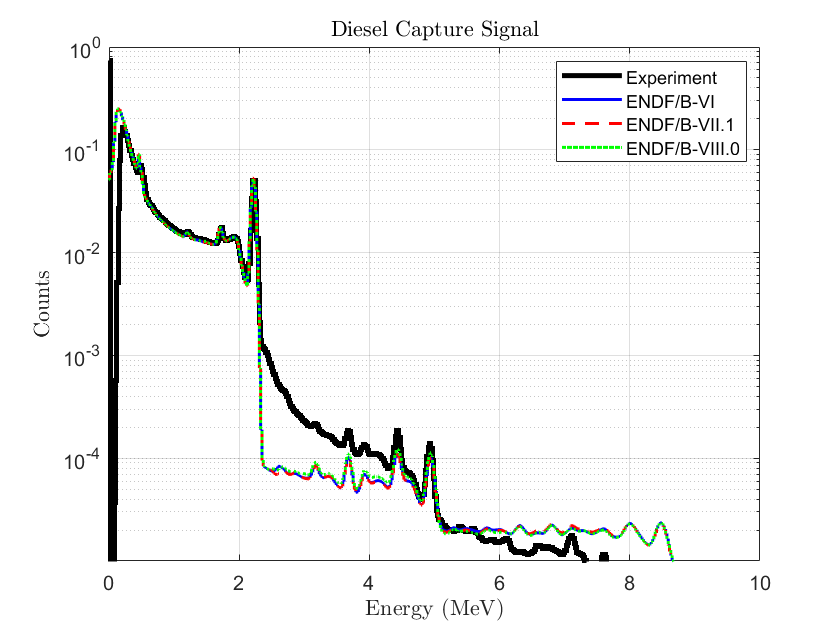 Diesel Capture Signal
10^0
10^-1
10^-2
10^-3
10^-4
Counts
Experiment
ENDF/B-VI
ENDF/B-VII.1
ENDF/B-VIII.0
0 2 4 6 8 10
Energy (MeV)